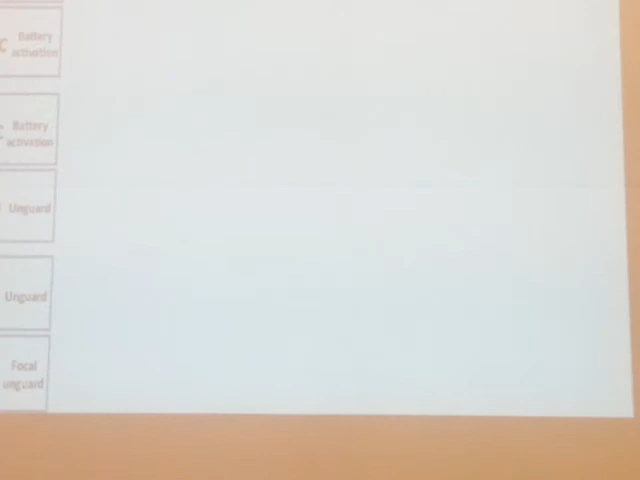 C
Battery
activation
Battery
activation
Unguard
Unguard
Focal
unguard